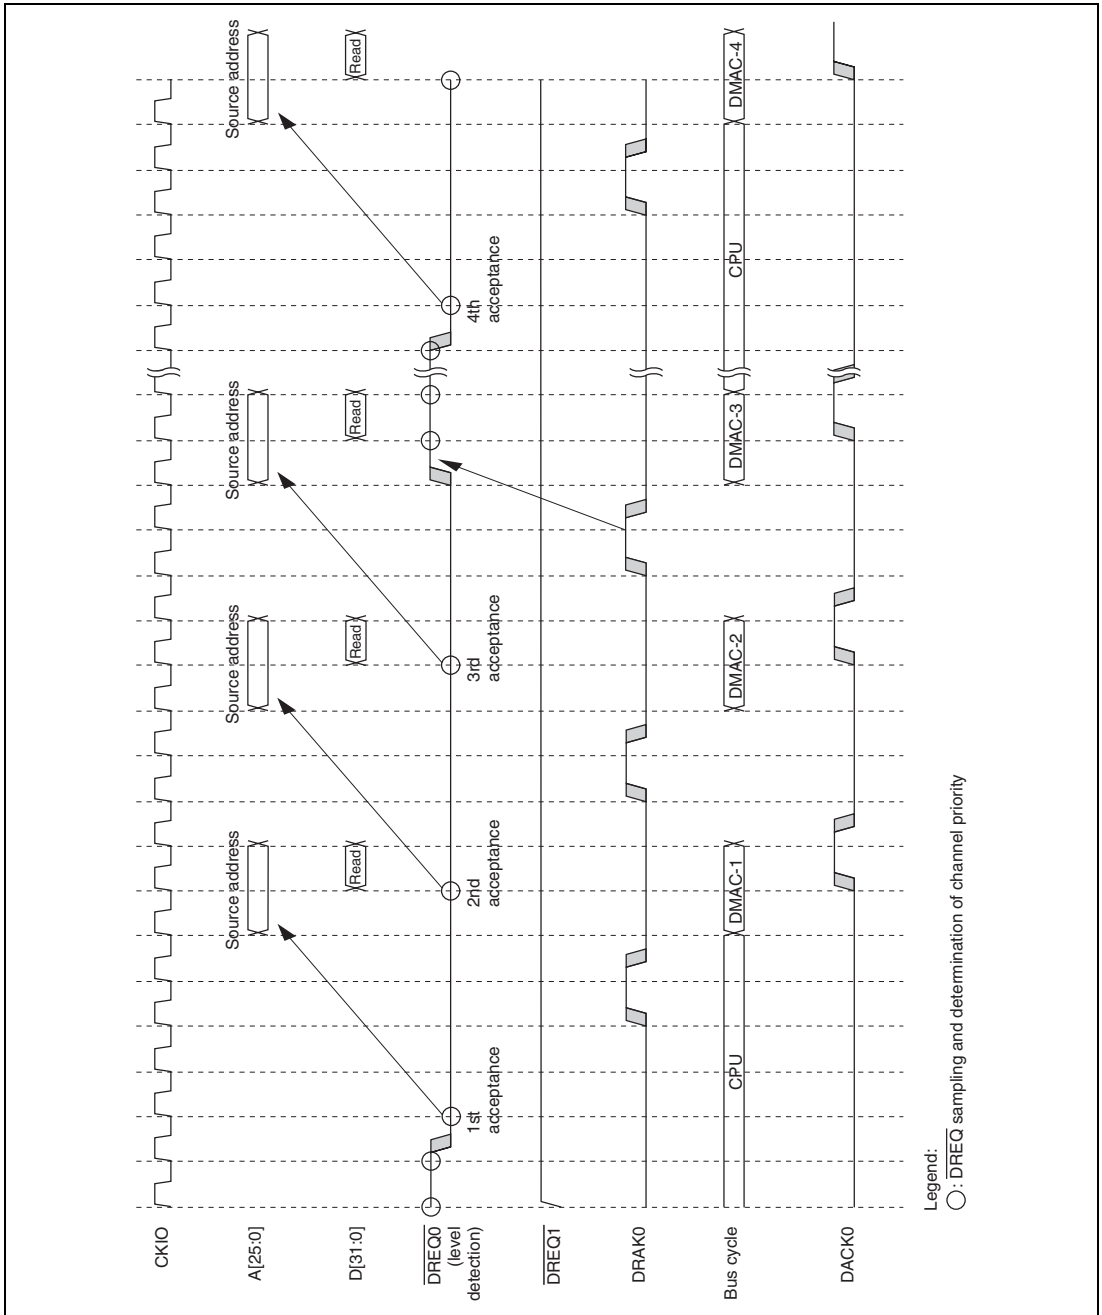 CKIO
A[25:0]
Source address
Source address
Source address
Source address
D[31:0]
Read
Read
Read
Read
DREQ0
(level
detection)
1st
acceptance
2nd
acceptance
3rd
acceptance
4th
acceptance
DREQ1
DRAK0
Bus cycle
CPU
DMAC-1
DMAC-2
DMAC-3
CPU
DMAC-4
DACK0
Legend:
: DREQ sampling and determination of channel priority